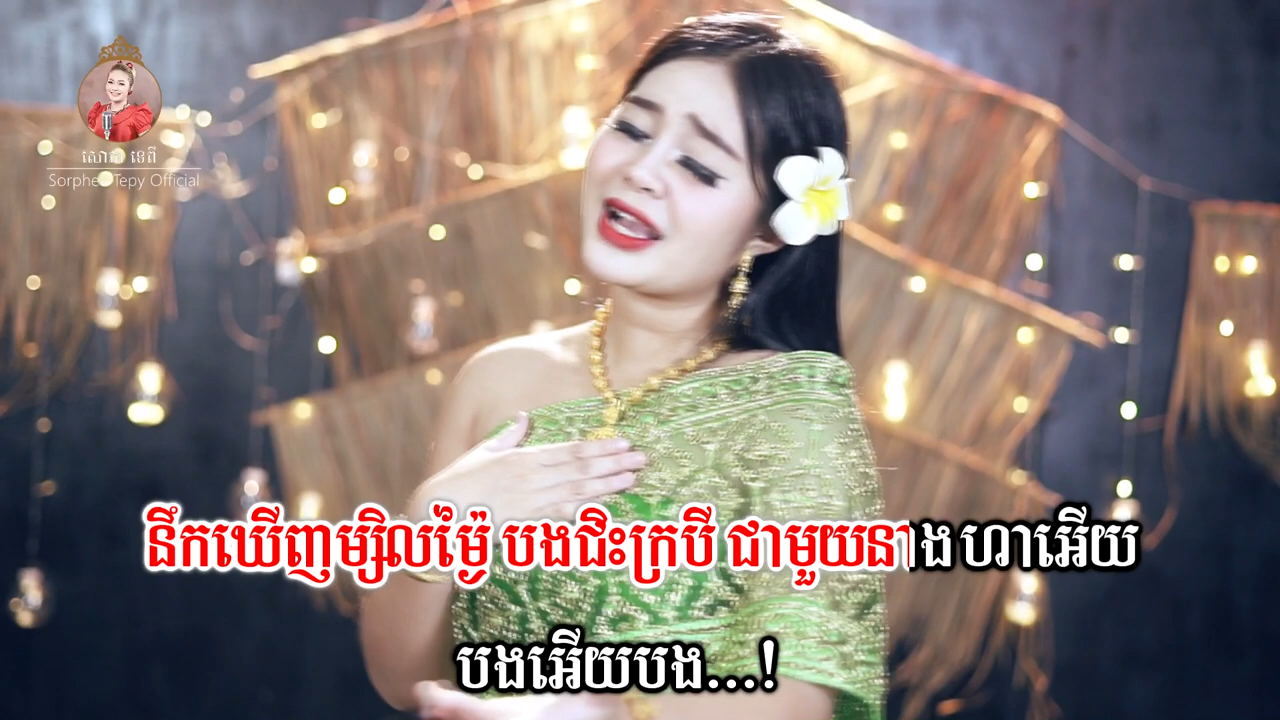 សោភា ទេពី
Sorphea Tepy Official
នឹកឃើញម្សិលម៉្ងៃ បងជិះក្របី ជាមួយនាង ហាអើយ
បងអើយបង...!